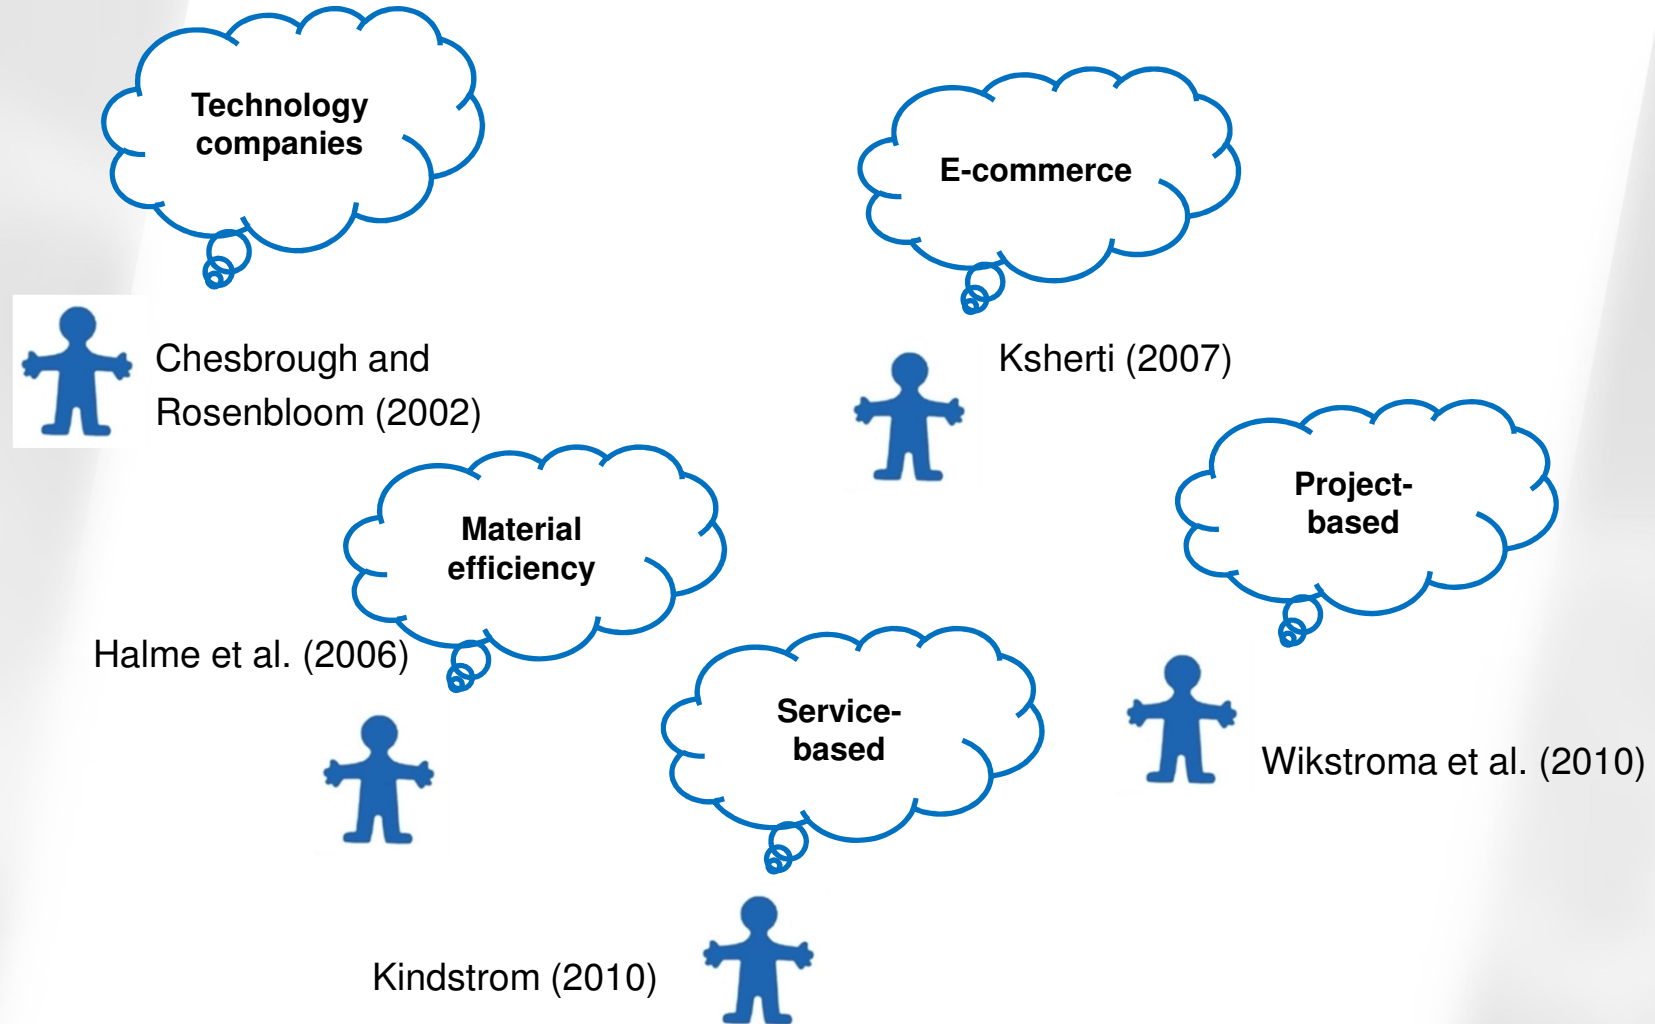 Technology
companies
E-commerce
Chesbrough and
Rosenbloom (2002)
Ksherti (2007)
Material
efficiency
Project-
based
Halme et al. (2006)
Service-
based
Wikstroma et al. (2010)
Kindstrom (2010)